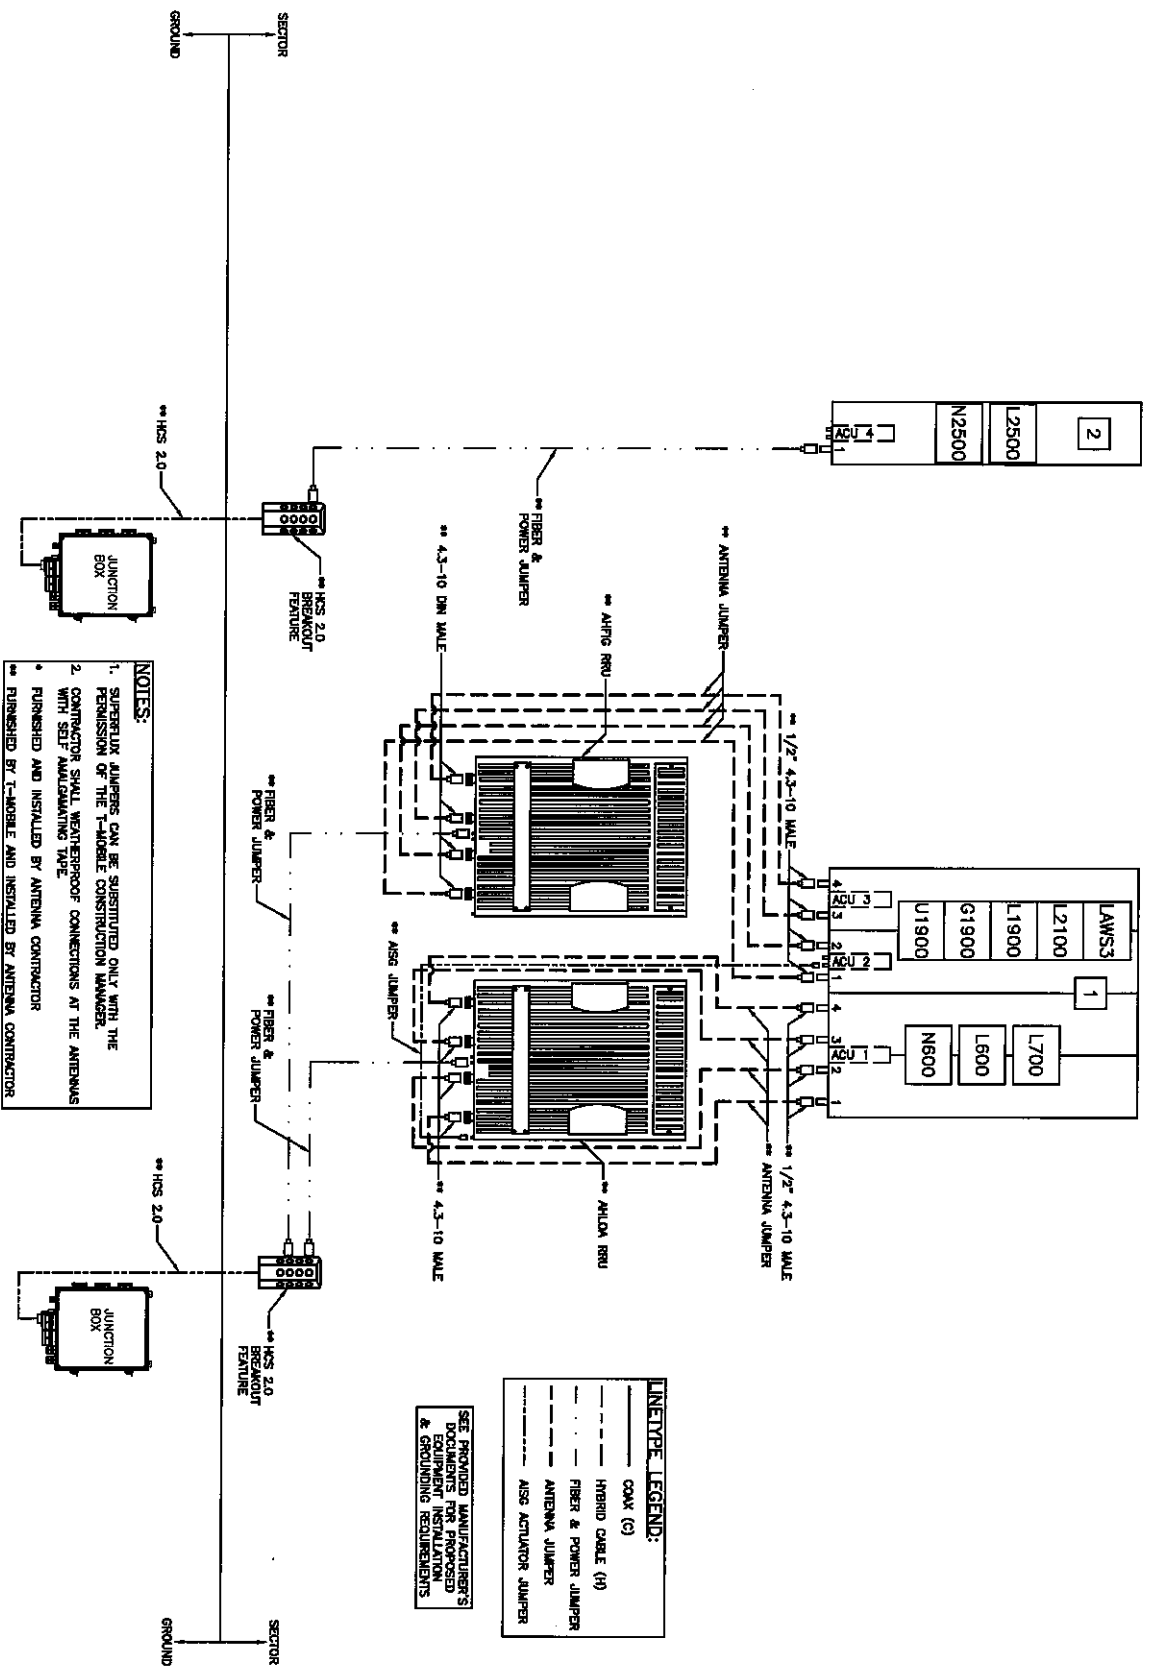 2
L2500
N2500
ACU 4
1
LAWS3
L2100
L1900
G1900
U1900
1
L700
L600
N600
4
ACU 3
3
2
ACU 2
1
4
3
ACU 1
2
1
** 1/2" 4.3-10 MALE
** 1/2" 4.3-10 MALE
** ANTENNA JUMPER
** ANTENNA JUMPER
** AHFIG RRU
** AHLOA RRU
** FIBER &
POWER JUMPER
** 4.3-10 DIN MALE
** 4.3-10 MALE
** AISG JUMPER
** HCS 2.0
BREAKOUT
FEATURE
** FIBER &
POWER JUMPER
** FIBER &
POWER JUMPER
** HCS 2.0
BREAKOUT
FEATURE
SECTOR
GROUND
SECTOR
GROUND
** HCS 2.0
** HCS 2.0
JUNCTION
BOX
JUNCTION
BOX
LINETYPE LEGEND:
COAX (C)
HYBRID CABLE (H)
FIBER & POWER JUMPER
ANTENNA JUMPER
AISG ACTUATOR JUMPER
SEE PROVIDED MANUFACTURER'S
DOCUMENTS FOR PROPOSED
EQUIPMENT INSTALLATION
& GROUNDING REQUIREMENTS
NOTES:
1. SUPERFLUX JUMPERS CAN BE SUBSTITUTED ONLY WITH THE
PERMISSION OF THE T-MOBILE CONSTRUCTION MANAGER.
2. CONTRACTOR SHALL WEATHERPROOF CONNECTIONS AT THE ANTENNAS
WITH SELF AMALGAMATING TAPE.
* FURNISHED AND INSTALLED BY ANTENNA CONTRACTOR
** FURNISHED BY T-MOBILE AND INSTALLED BY ANTENNA CONTRACTOR